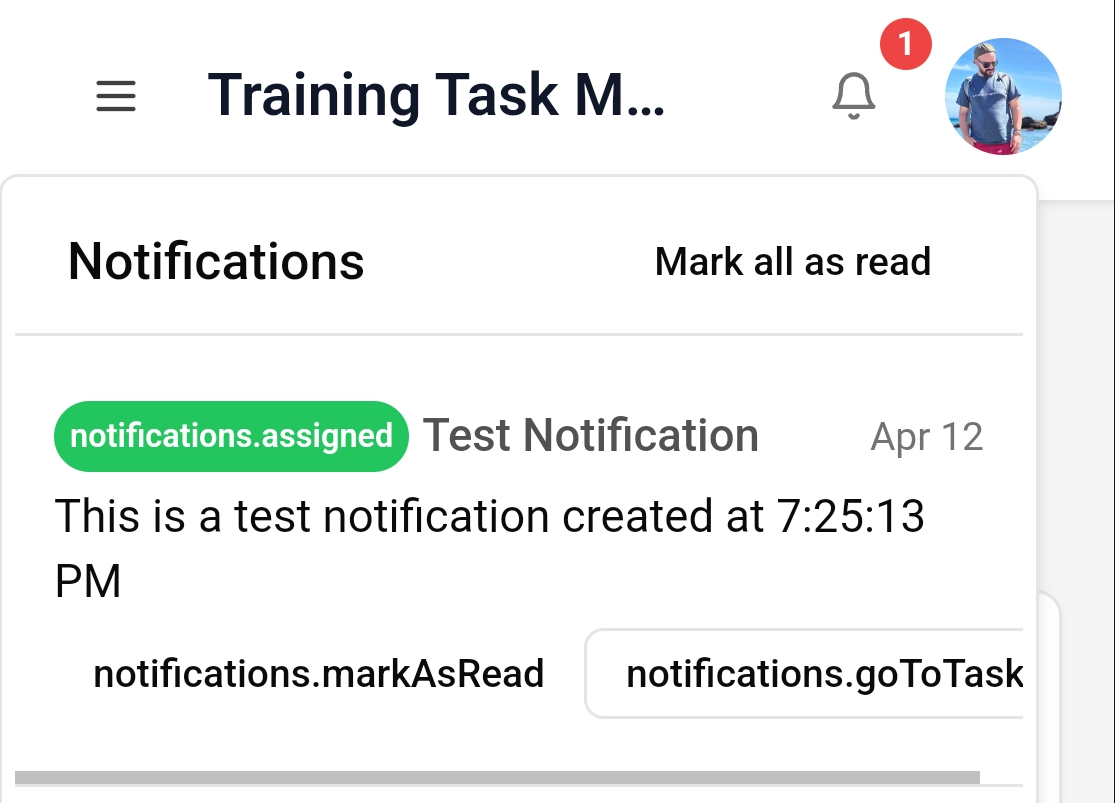 Training Task M...
1
Notifications
Mark all as read
notifications.assigned
Test Notification
Apr 12
This is a test notification created at 7:25:13
PM
notifications.markAsRead
notifications.goToTask